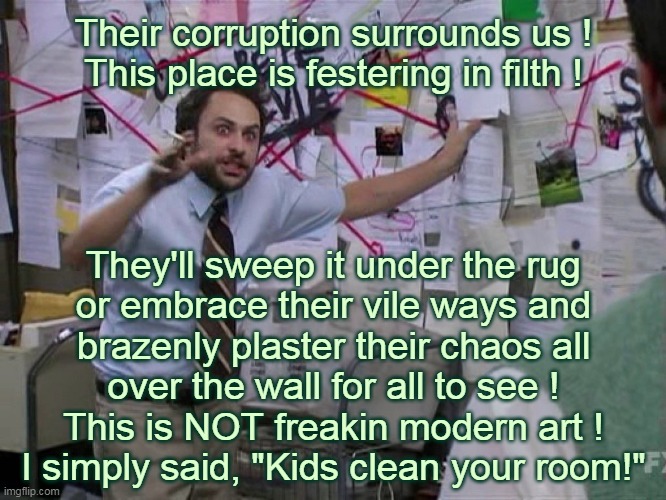 Their corruption surrounds us !
This place is festering in filth !
They'll sweep it under the rug
or embrace their vile ways and
brazenly plaster their chaos all
over the wall for all to see !
This is NOT freakin modern art !
I simply said, "Kids clean your room!"
imgflip.com